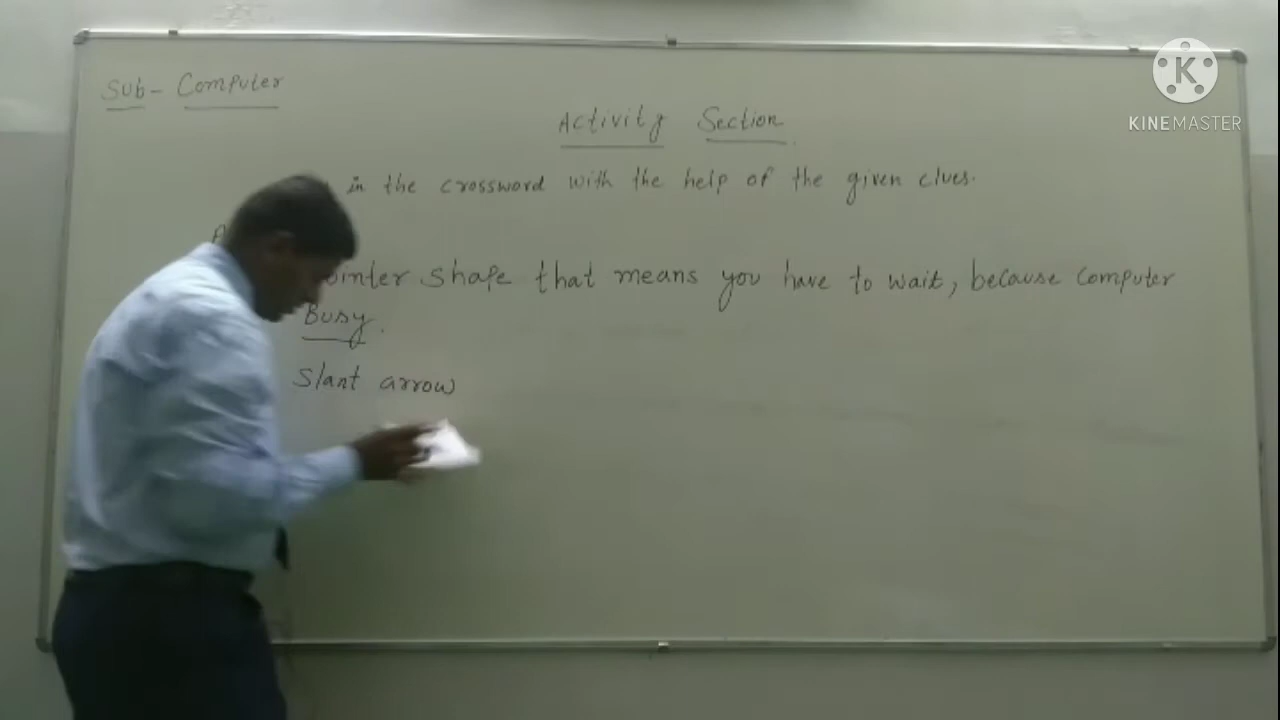 Sub - Computer
Activity Section
in the crossword with the help of the given clues.
ointer shape that means you have to wait, because computer
Busy.
Slant arrow
K
KINEMASTER